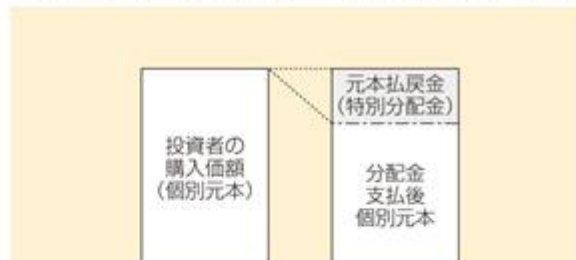 元本払戻金
(特別分配金)
投資者の
購入価額
(個別元本)
分配金
支払後
個別元本